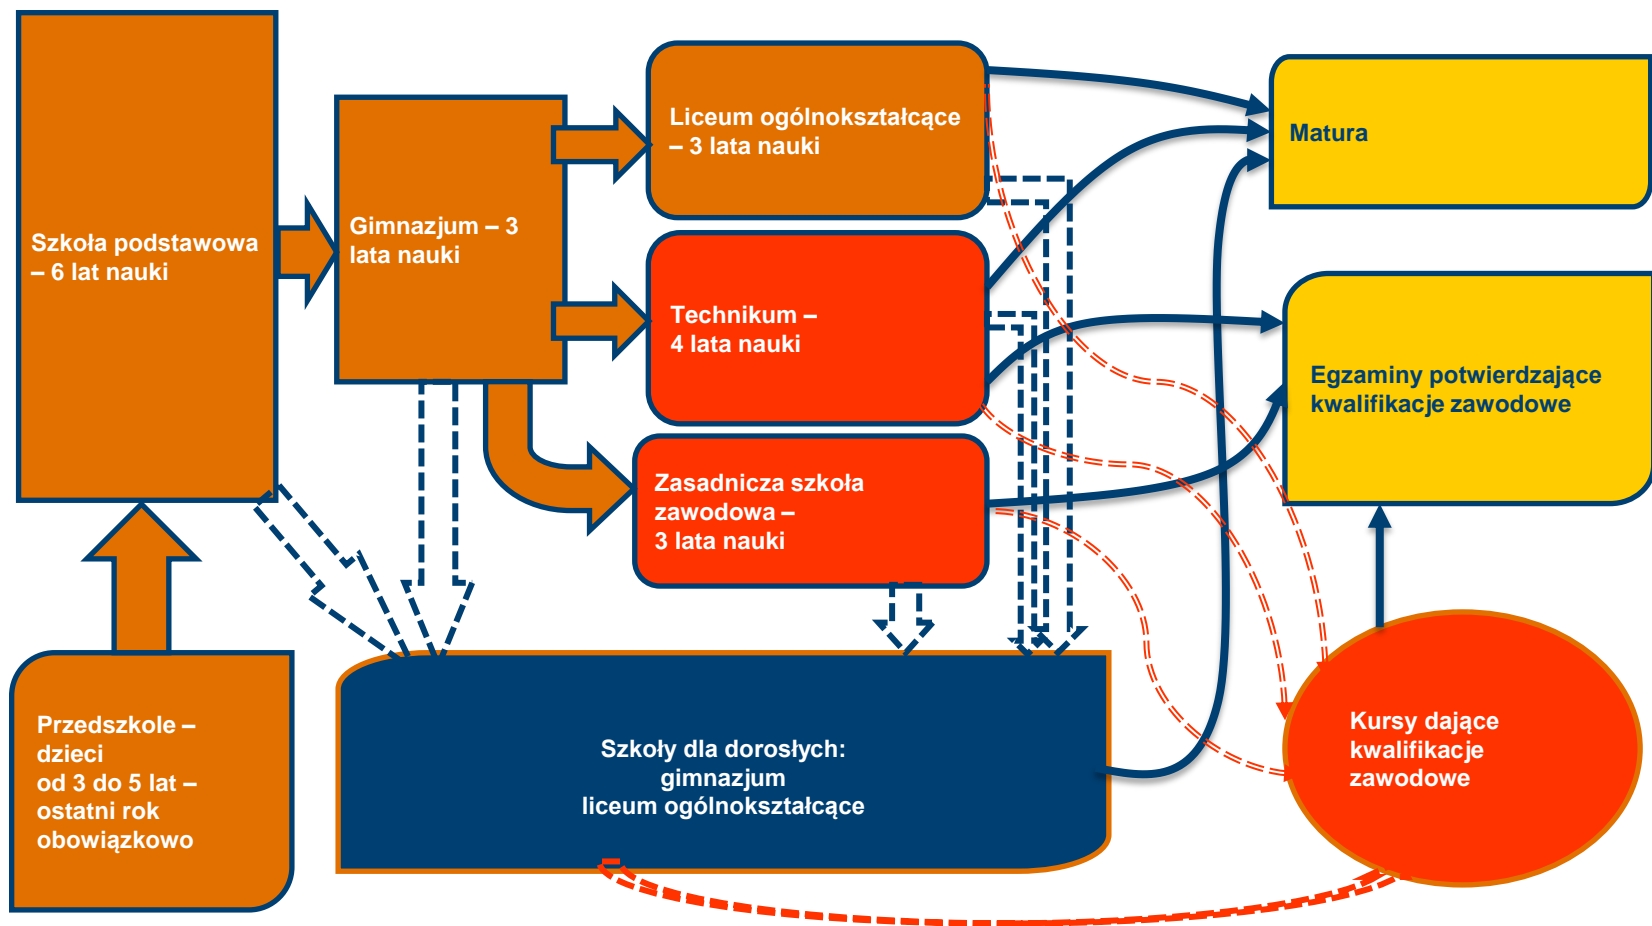 Szkoła podstawowa
– 6 lat nauki
Gimnazjum – 3
lata nauki
Liceum ogólnokształcące
– 3 lata nauki
Technikum –
4 lata nauki
Zasadnicza szkoła
zawodowa –
3 lata nauki
Matura
Egzaminy potwierdzające
kwalifikacje zawodowe
Przedszkole –
dzieci
od 3 do 5 lat –
ostatni rok
obowiązkowo
Szkoły dla dorosłych:
gimnazjum
liceum ogólnokształcące
Kursy dające
kwalifikacje
zawodowe